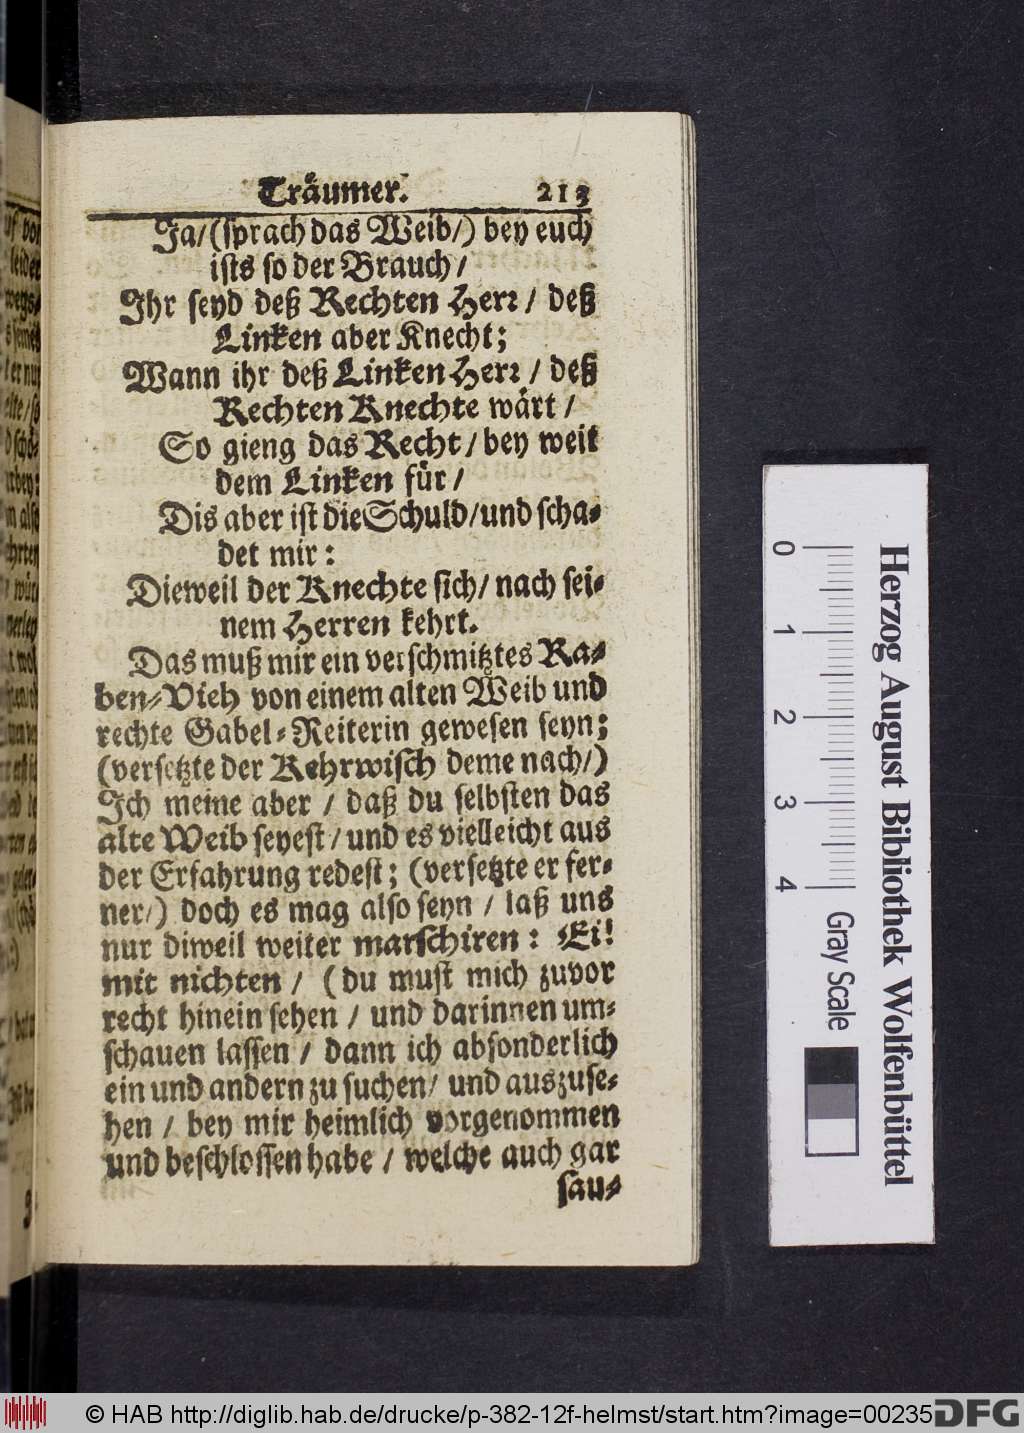 Träumer. 213
Ja/ (sprach das Weib/) bey euch
ists so der Brauch/
Ihr seyd deß Rechten Herꝛ / deß
Linken aber Knecht;
Wann ihr deß Linken Herꝛ / deß
Rechten Knechte wärt /
So gieng das Recht / bey weit
dem Linken für /
Dis aber ist die Schuld/und scha⸗
det mir:
Dieweil der Knechte sich/ nach sei⸗
nem Herren kehrt.
Das muß mir ein verschmitztes Ra⸗
ben⸗Vieh von einem alten Weib und
rechte Gabel⸗Reiterin gewesen seyn;
(versetzte der Kehrwisch deme nach/)
Ich meine aber / daß du selbsten das
alte Weib seyest / und es vielleicht aus
der Erfahrung redest; (versetzte er fer⸗
ner/) doch es mag also seyn / laß uns
nur diweil weiter marschiren: Ei!
mit nichten / (du must mich zuvor
recht hinein sehen / und darinnen um⸗
schauen lassen / dann ich absonderlich
ein und andern zu suchen/ und auszuse⸗
hen / bey mir heimlich vorgenommen
und beschlossen habe / welche auch gar
sau⸗
Herzog August Bibliothek Wolfenbüttel
0 1 2 3 4 Gray Scale
© HAB http://diglib.hab.de/drucke/p-382-12f-helmst/start.htm?image=00235
DFG